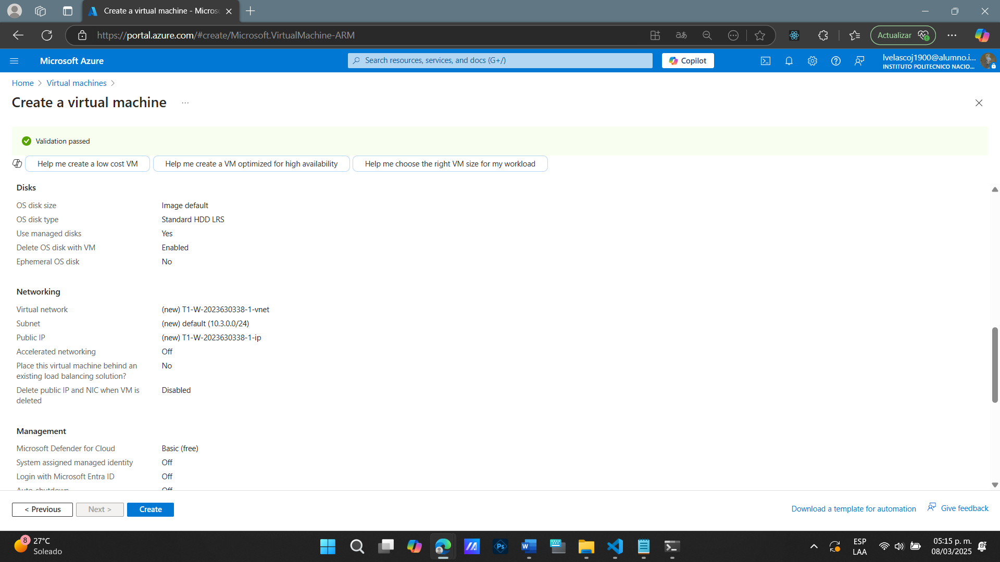 Create a virtual machine - Micros
https://portal.azure.com/#create/Microsoft.VirtualMachine-ARM
Actualizar
Microsoft Azure
Search resources, services, and docs (G+/)
Copilot
lvelascoj1900@alumno.i...
INSTITUTO POLITECNICO NACIO...
Home > Virtual machines >
Create a virtual machine ...
Validation passed
Help me create a low cost VM
Help me create a VM optimized for high availability
Help me choose the right VM size for my workload
Disks
OS disk size Image default
OS disk type Standard HDD LRS
Use managed disks Yes
Delete OS disk with VM Enabled
Ephemeral OS disk No
Networking
Virtual network (new) T1-W-2023630338-1-vnet
Subnet (new) default (10.3.0.0/24)
Public IP (new) T1-W-2023630338-1-ip
Accelerated networking Off
Place this virtual machine behind an No
existing load balancing solution?
Delete public IP and NIC when VM is Disabled
deleted
Management
Microsoft Defender for Cloud Basic (free)
System assigned managed identity Off
Login with Microsoft Entra ID Off
Auto-shutdown Off
< Previous
Next >
Create
Download a template for automation
Give feedback
8
27°C
Soleado
ESP
LAA
05:15 p. m.
08/03/2025